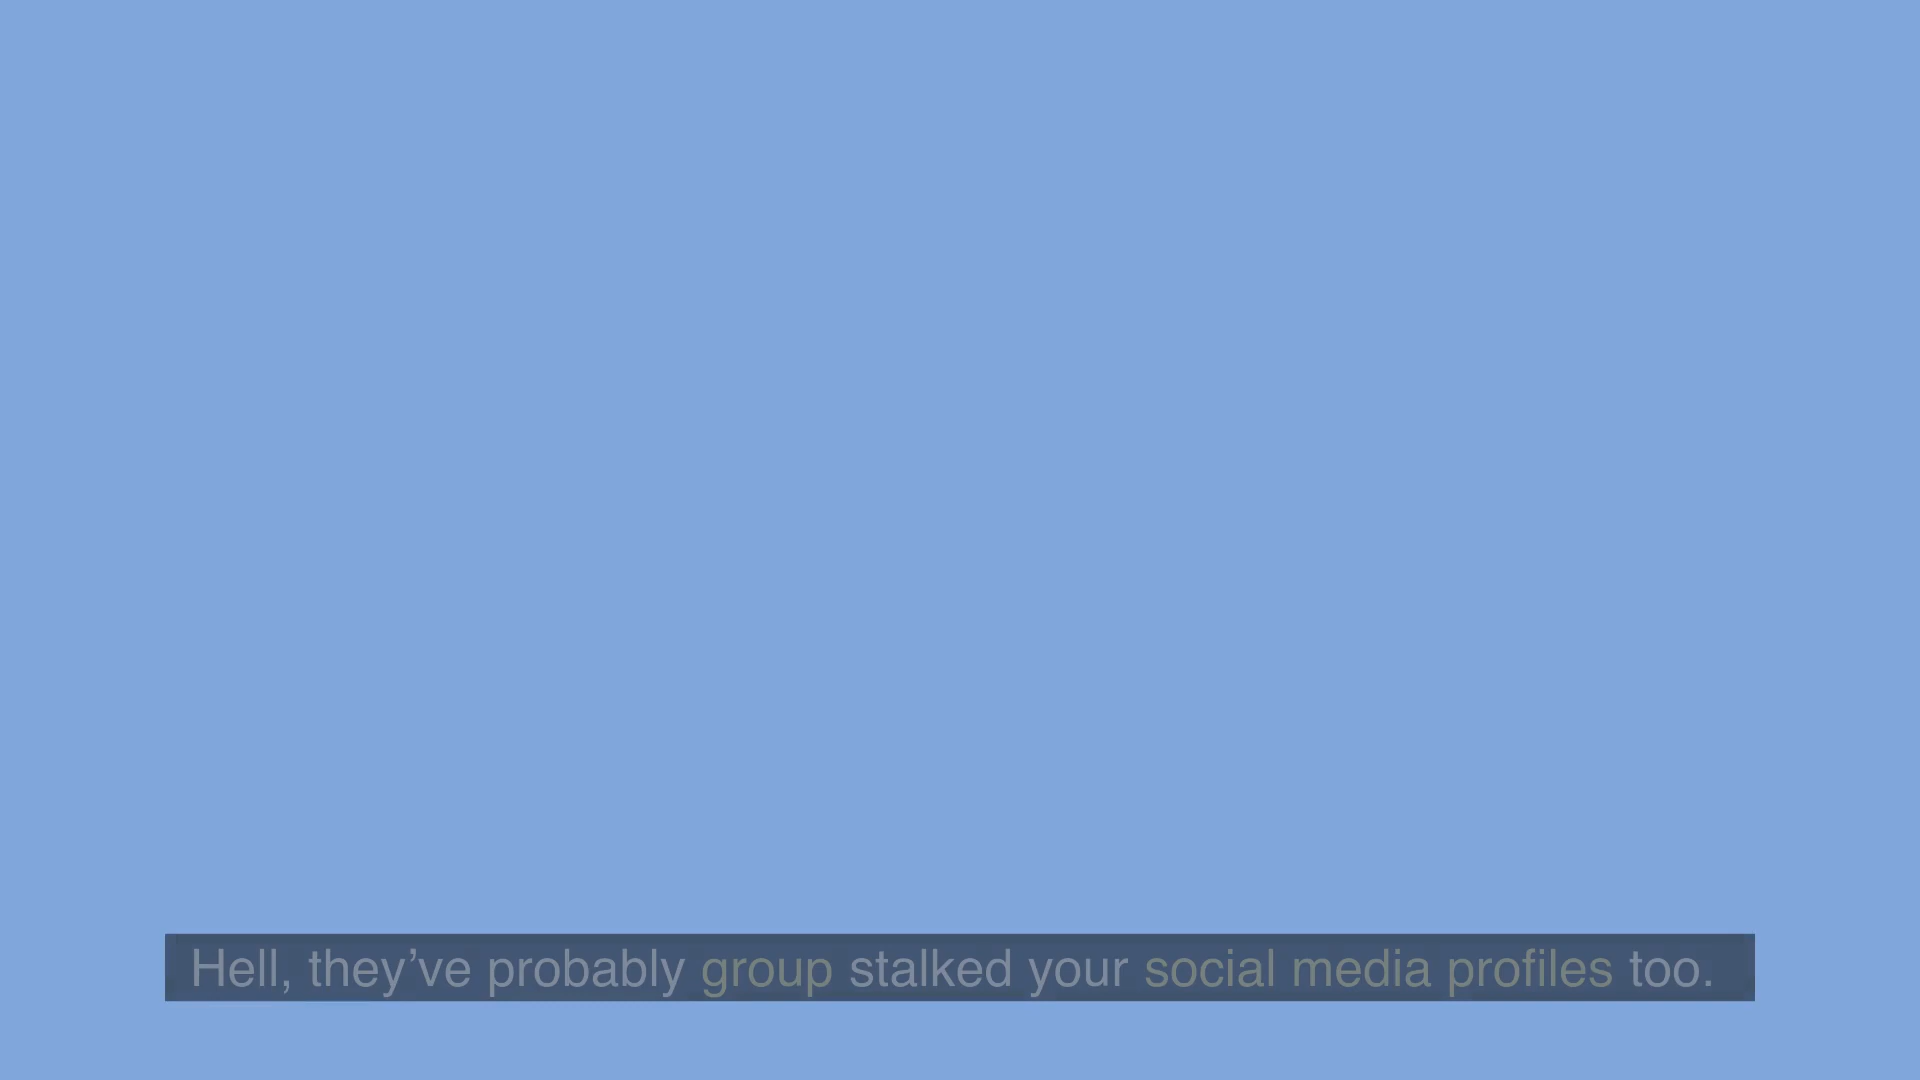 Hell, they’ve probably group stalked your social media profiles too.